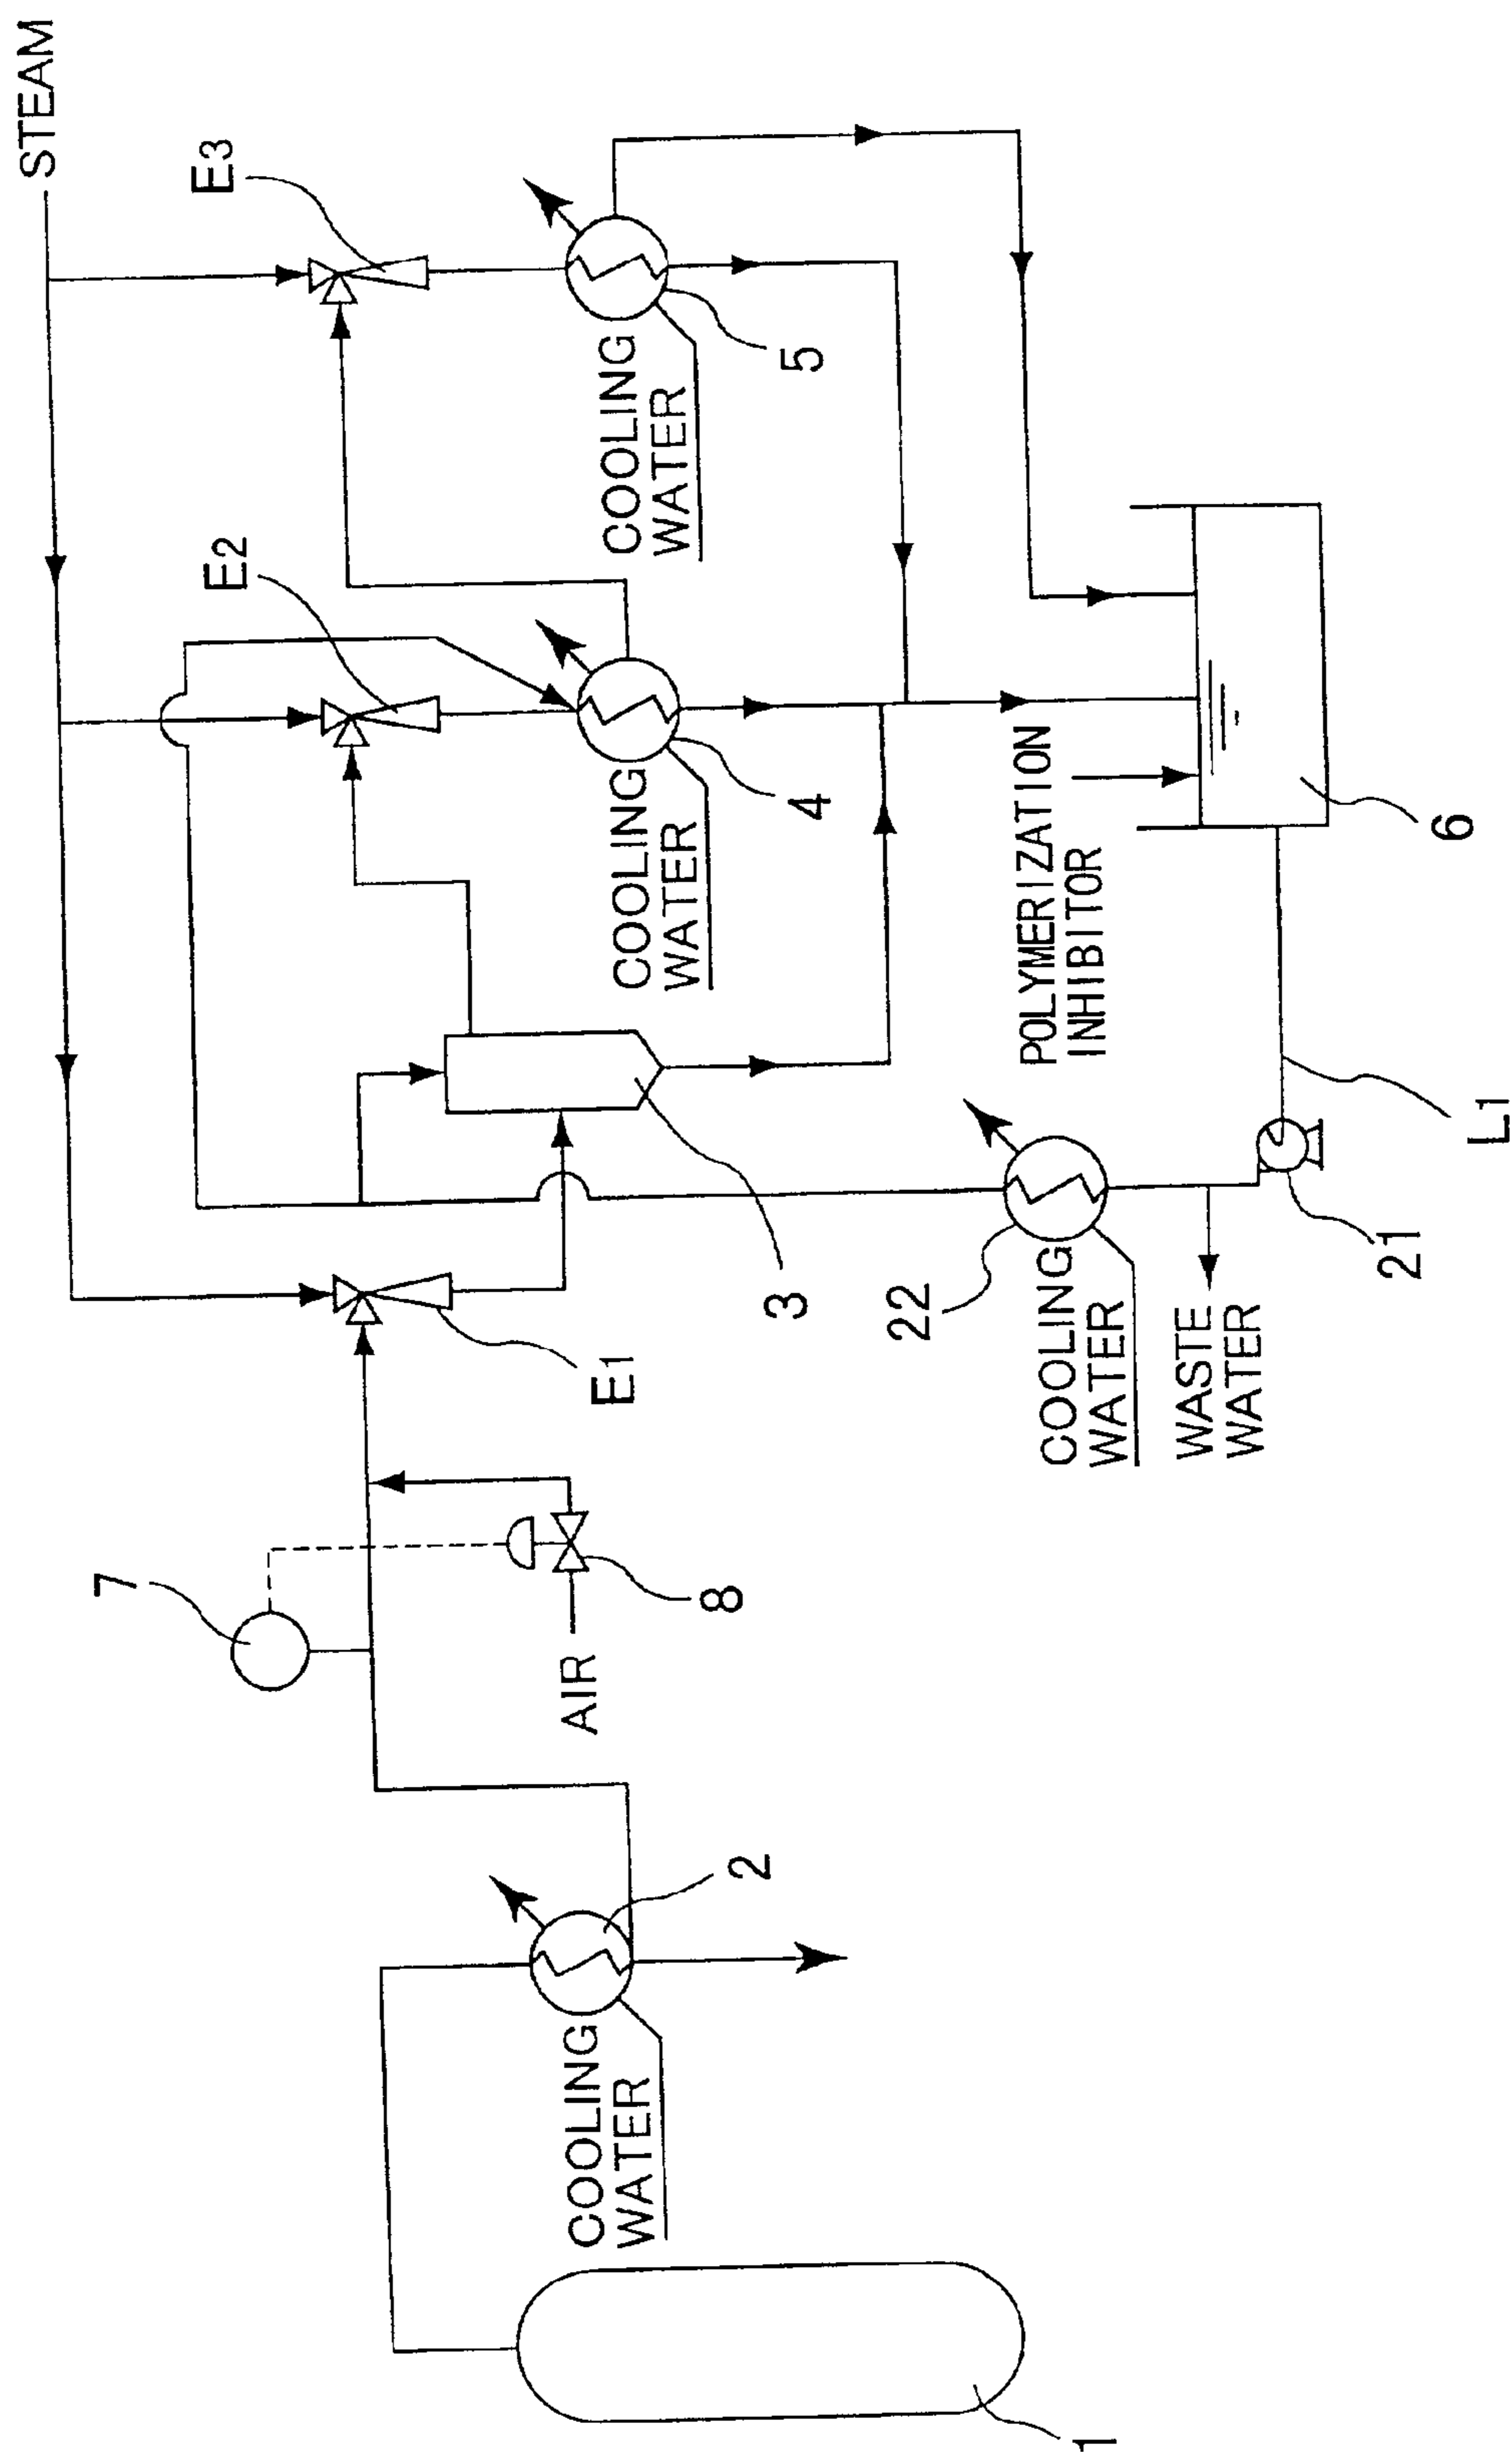 STEAM
E3
E2
COOLING
WATER
5
COOLING
WATER
4
POLYMERIZATION
INHIBITOR
6
3
E1
22
COOLING
WATER
WASTE
WATER
21
L1
7
8
AIR
2
COOLING
WATER
1